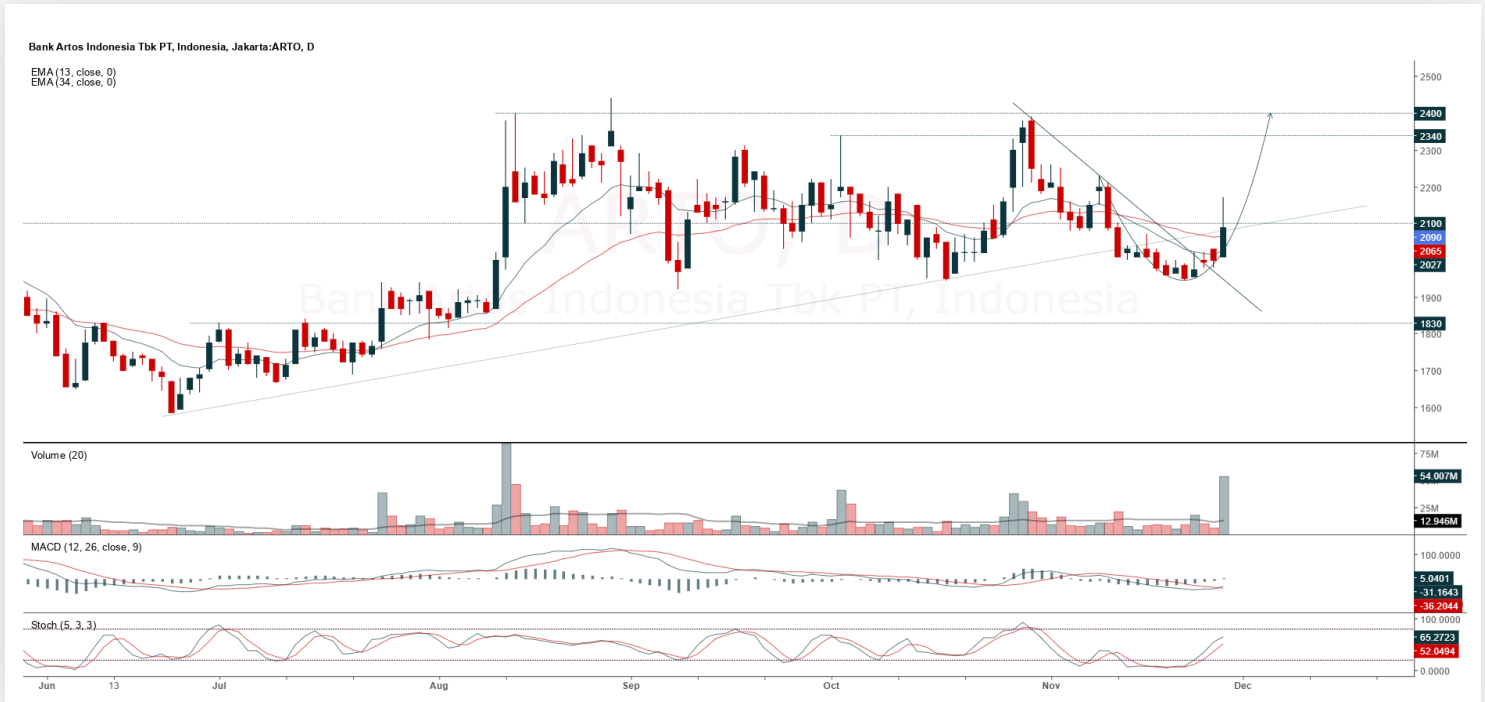 Bank Artos Indonesia Tbk PT, Indonesia, Jakarta:ARTO, D
EMA (13, close, 0)
EMA (34, close, 0)
ARTO, D
Bank Artos Indonesia Tbk PT, Indonesia
2500
2400
2340
2300
2200
2100
2090
2065
2027
1900
1830
1800
1700
1600
Volume (20)
75M
54.007M
25M
12.946M
MACD (12, 26, close, 9)
100.0000
5.0401
-31.1643
-36.2044
Stoch (5, 3, 3)
100.0000
65.2723
52.0494
0.0000
Jun 13 Jul Aug Sep Oct Nov Dec